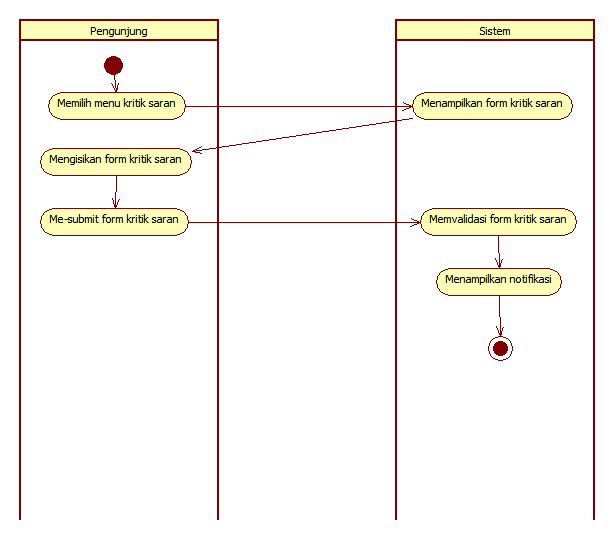 Pengunjung
Sistem
Memilih menu kritik saran
Menampilkan form kritik saran
Mengisikan form kritik saran
Me-submit form kritik saran
Memvalidasi form kritik saran
Menampilkan notifikasi